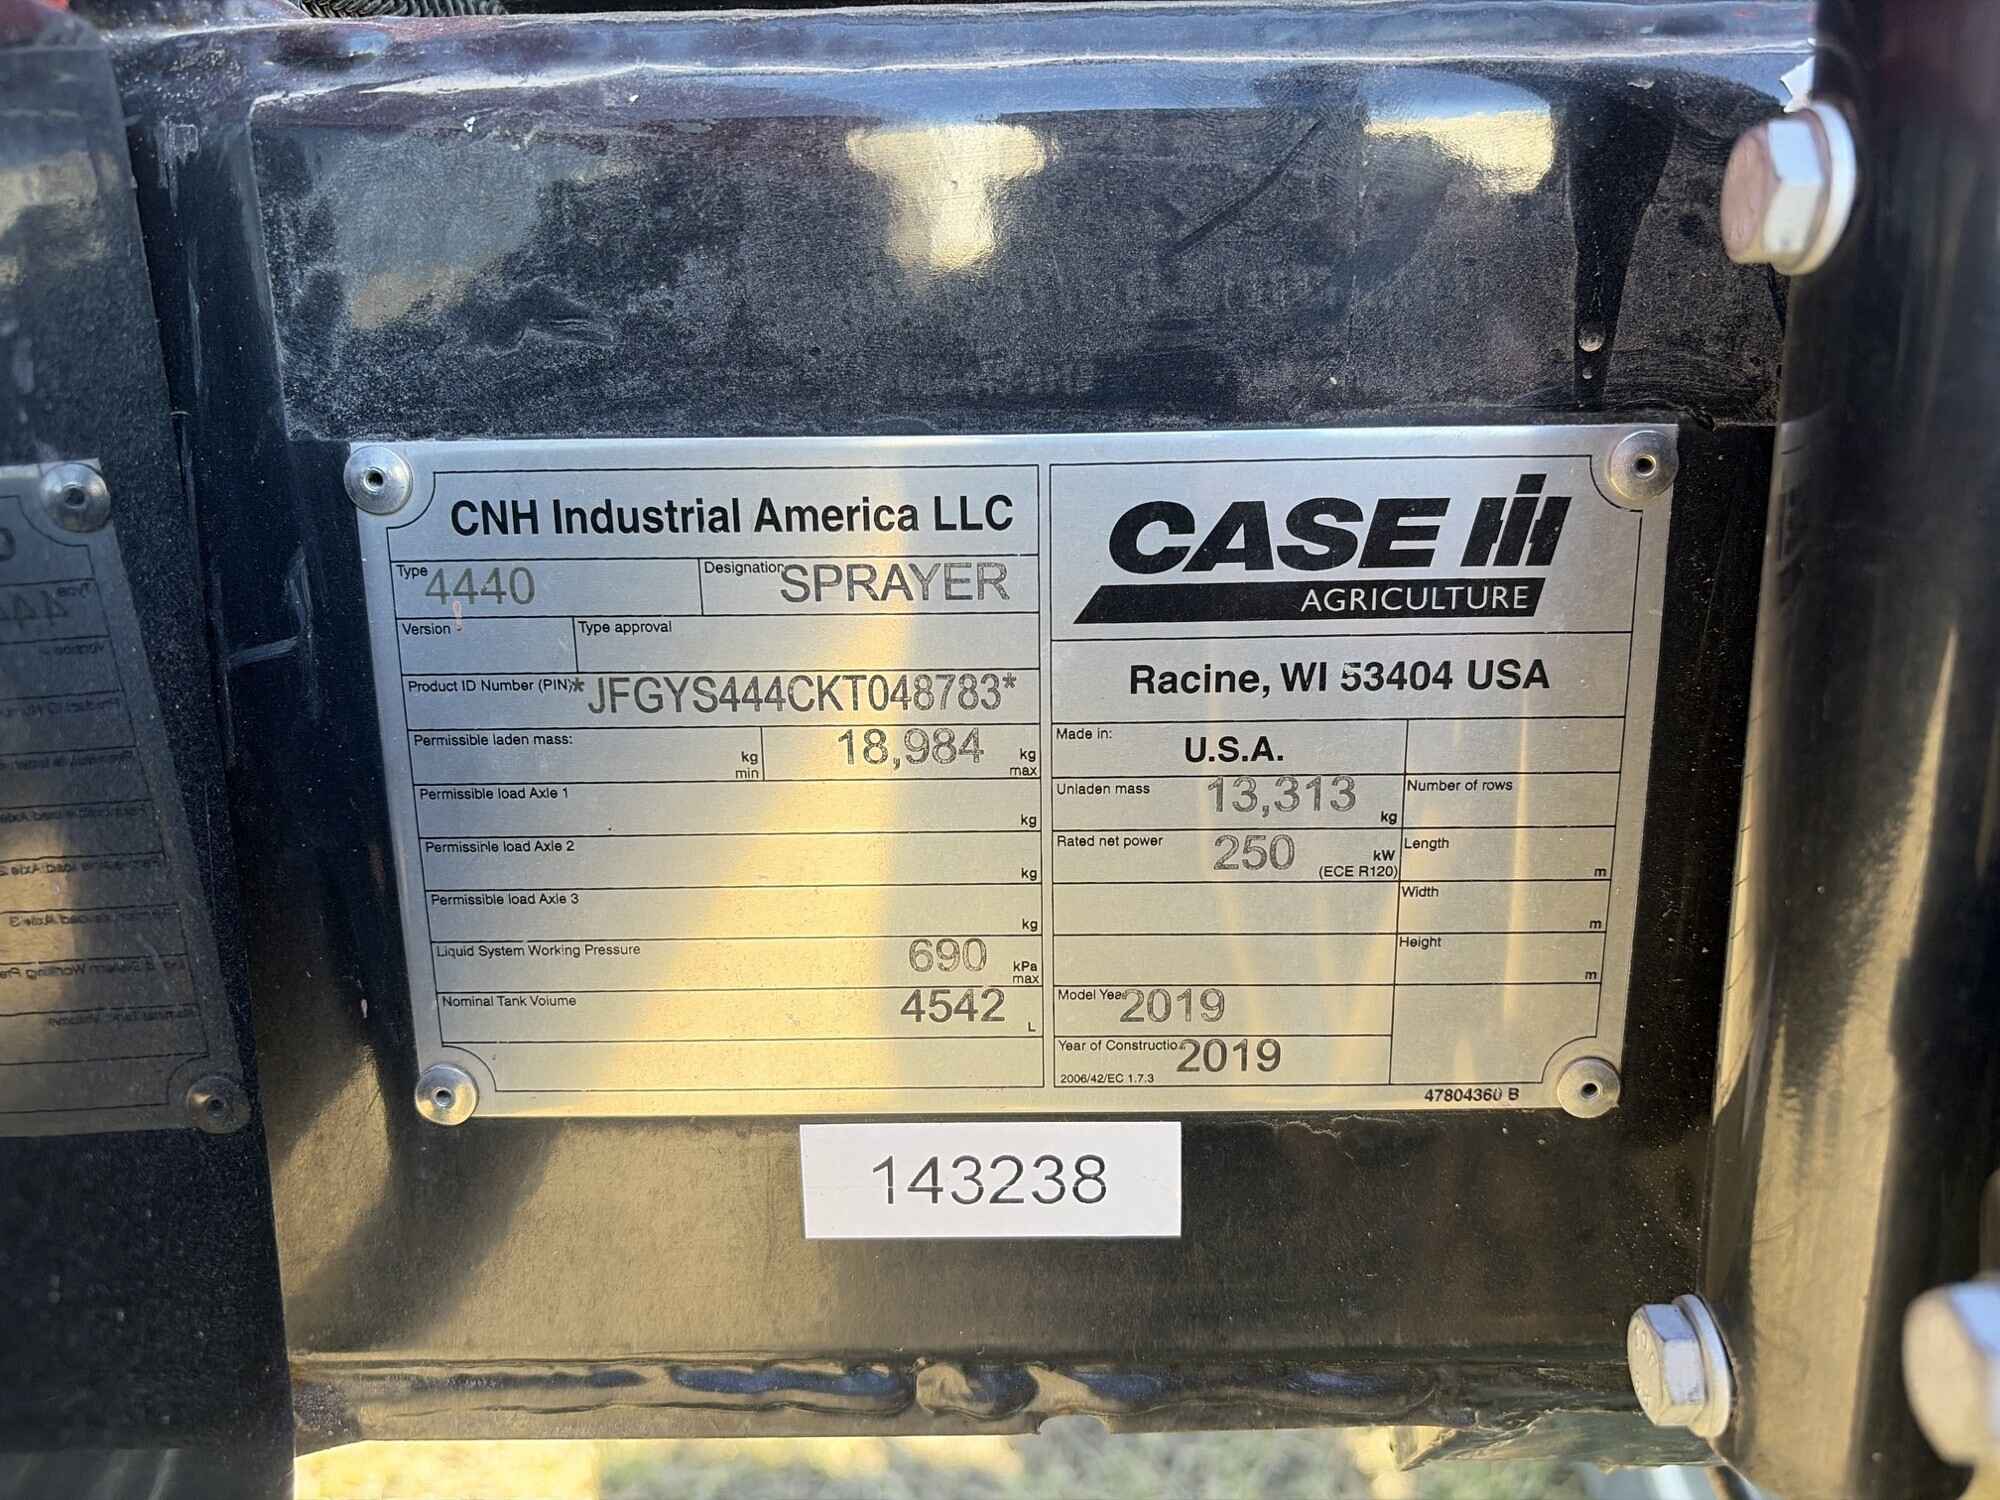 CNH Industrial America LLC
Type 4440 Designation SPRAYER
Version Type approval
Product ID Number (PIN) *JFGYS444CKT048783*
Permissible laden mass: kg min 18,984 kg max
Permissible load Axle 1 kg
Permissible load Axle 2 kg
Permissible load Axle 3 kg
Liquid System Working Pressure 690 kPa max
Nominal Tank Volume 4542 L
CASE IH
AGRICULTURE
Racine, WI 53404 USA
Made in: U.S.A.
Unladen mass 13,313 kg Number of rows
Rated net power 250 kW (ECE R120) Length m
Width m
Height m
Model Year 2019
Year of Construction 2019
2006/42/EC 1.7.3
47804360 B
143238